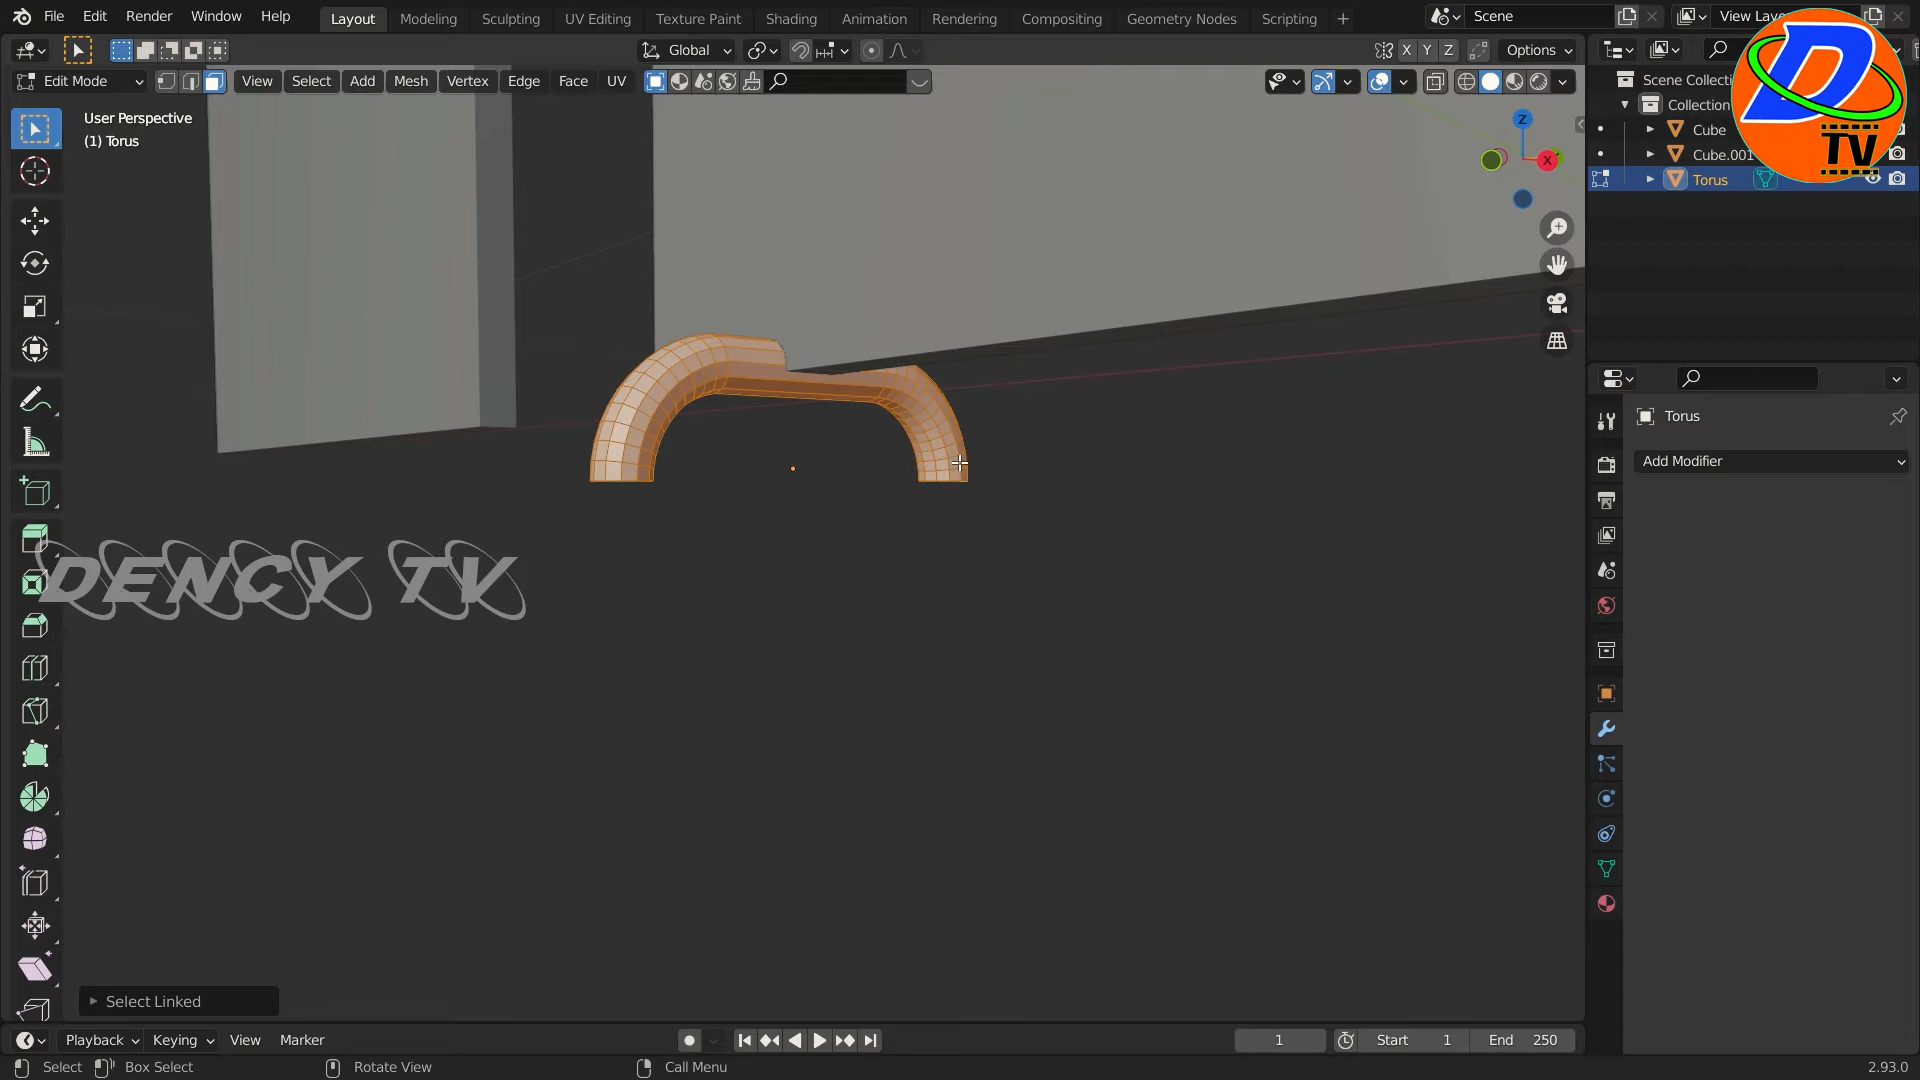 File Edit Render Window Help Layout Modeling Sculpting UV Editing Texture Paint Shading Animation Rendering Compositing Geometry Nodes Scripting + Scene
Global X Y Z Options
Edit Mode View Select Add Mesh Vertex Edge Face UV
User Perspective
(1) Torus
Z
X
Scene Collection
Collection
Cube
Cube.001
Torus
D
TV
Torus
Add Modifier
DENCY TV
Select Linked
Playback Keying View Marker 1 Start 1 End 250
Select Box Select Rotate View Call Menu 2.93.0